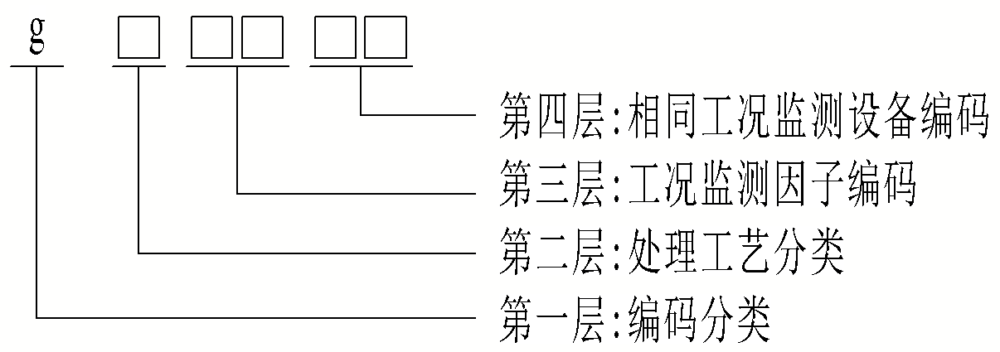 g □ □□ □□
第四层:相同工况监测设备编码
第三层:工况监测因子编码
第二层:处理工艺分类
第一层:编码分类